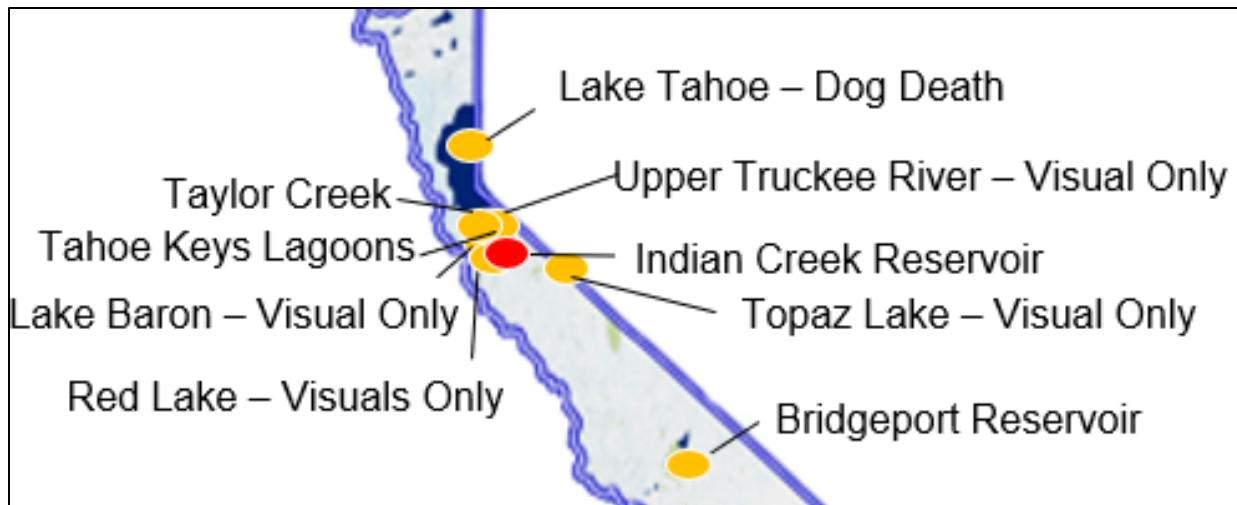 Lake Tahoe – Dog Death
Upper Truckee River – Visual Only
Taylor Creek
Tahoe Keys Lagoons
Indian Creek Reservoir
Lake Baron – Visual Only
Topaz Lake – Visual Only
Red Lake – Visuals Only
Bridgeport Reservoir